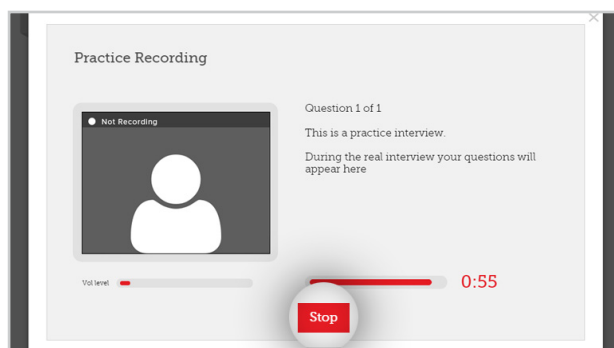 Practice Recording
Not Recording
Question 1 of 1
This is a practice interview.
During the real interview your questions will
appear here
Vol level
0:55
Stop